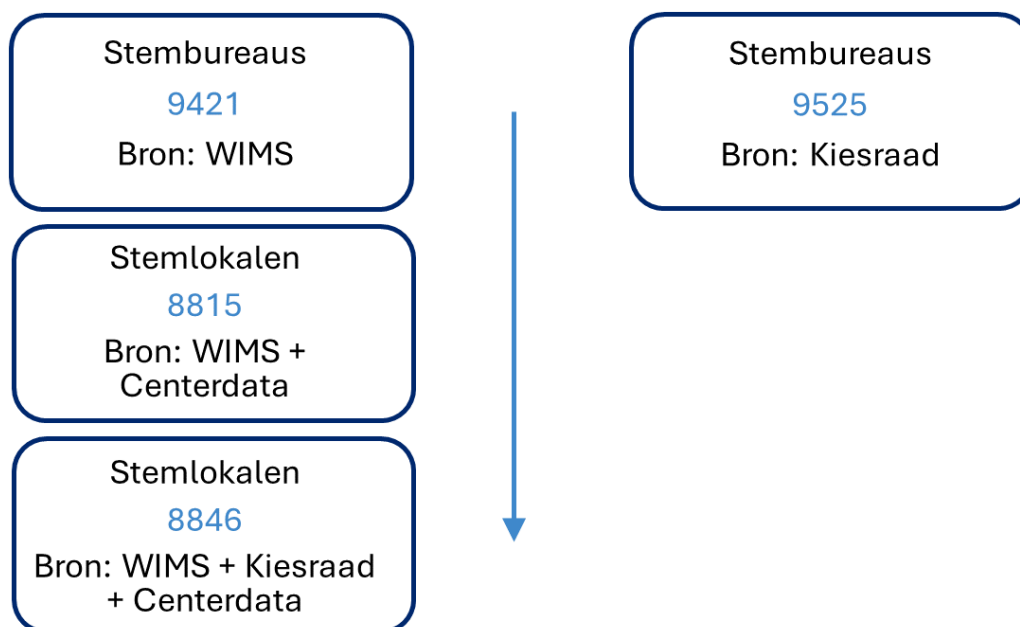 Stembureaus
9421
Bron: WIMS
Stembureaus
9525
Bron: Kiesraad
Stemlokalen
8815
Bron: WIMS +
Centerdata
Stemlokalen
8846
Bron: WIMS + Kiesraad
+ Centerdata